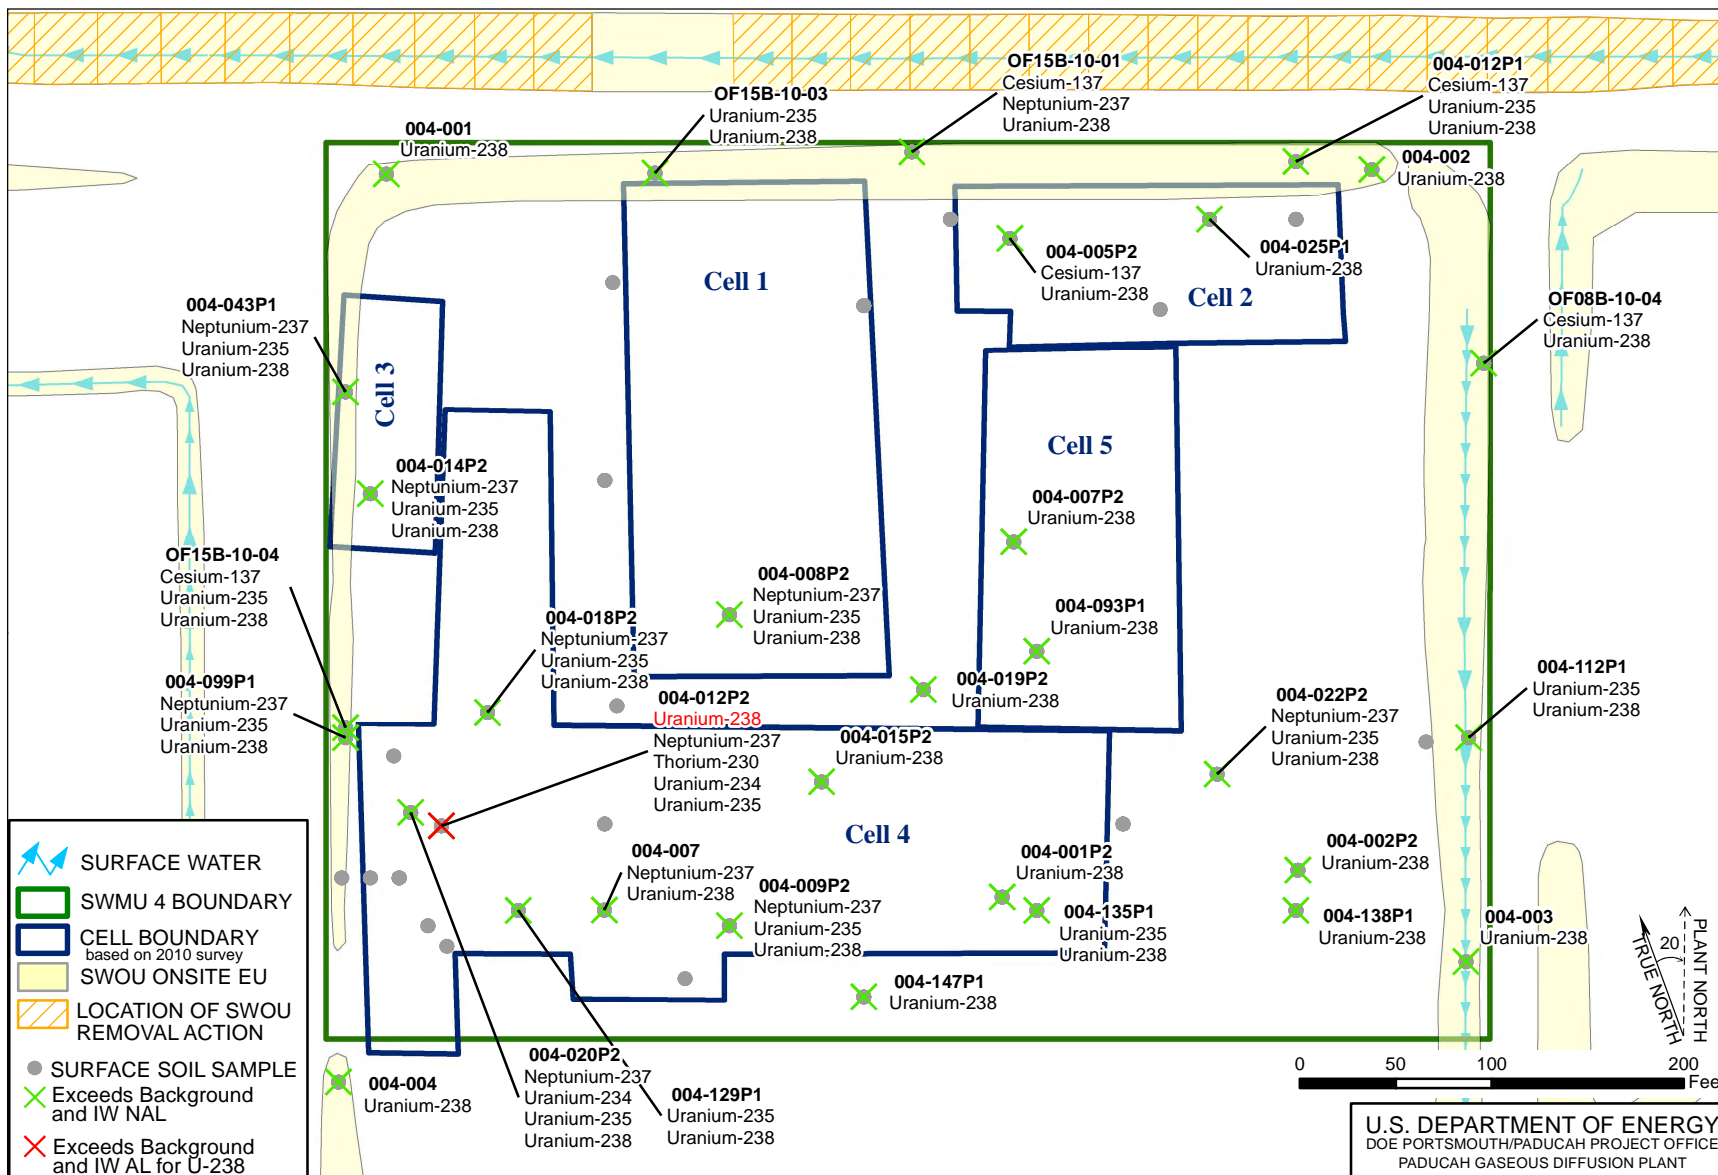 OF15B-10-01
Cesium-137
Neptunium-237
Uranium-238
004-012P1
Cesium-137
Uranium-235
Uranium-238
OF15B-10-03
Uranium-235
Uranium-238
004-001
Uranium-238
004-002
Uranium-238
004-005P2
Cesium-137
Uranium-238
004-025P1
Uranium-238
Cell 1
Cell 2
OF08B-10-04
Cesium-137
Uranium-238
004-043P1
Neptunium-237
Uranium-235
Uranium-238
Cell 3
Cell 5
004-014P2
Neptunium-237
Uranium-235
Uranium-238
004-007P2
Uranium-238
OF15B-10-04
Cesium-137
Uranium-235
Uranium-238
004-008P2
Neptunium-237
Uranium-235
Uranium-238
004-093P1
Uranium-238
004-018P2
Neptunium-237
Uranium-235
Uranium-238
004-099P1
Neptunium-237
Uranium-235
Uranium-238
004-012P2
Uranium-238
Neptunium-237
Thorium-230
Uranium-234
Uranium-235
004-019P2
Uranium-238
004-015P2
Uranium-238
004-022P2
Neptunium-237
Uranium-235
Uranium-238
004-112P1
Uranium-235
Uranium-238
Cell 4
004-007
Neptunium-237
Uranium-238
004-009P2
Neptunium-237
Uranium-235
Uranium-238
004-001P2
Uranium-238
004-135P1
Uranium-235
Uranium-238
004-002P2
Uranium-238
004-138P1
Uranium-238
004-003
Uranium-238
004-147P1
Uranium-238
004-020P2
Neptunium-237
Uranium-234
Uranium-235
Uranium-238
004-129P1
Uranium-235
Uranium-238
004-004
Uranium-238
SURFACE WATER
SWMU 4 BOUNDARY
CELL BOUNDARY
based on 2010 survey
SWOU ONSITE EU
LOCATION OF SWOU
REMOVAL ACTION
SURFACE SOIL SAMPLE
Exceeds Background
and IW NAL
Exceeds Background
and IW AL for U-238
TRUE NORTH
20
PLANT NORTH
0 50 100 200
Fee
U.S. DEPARTMENT OF ENERGY
DOE PORTSMOUTH/PADUCAH PROJECT OFFICE
PADUCAH GASEOUS DIFFUSION PLANT